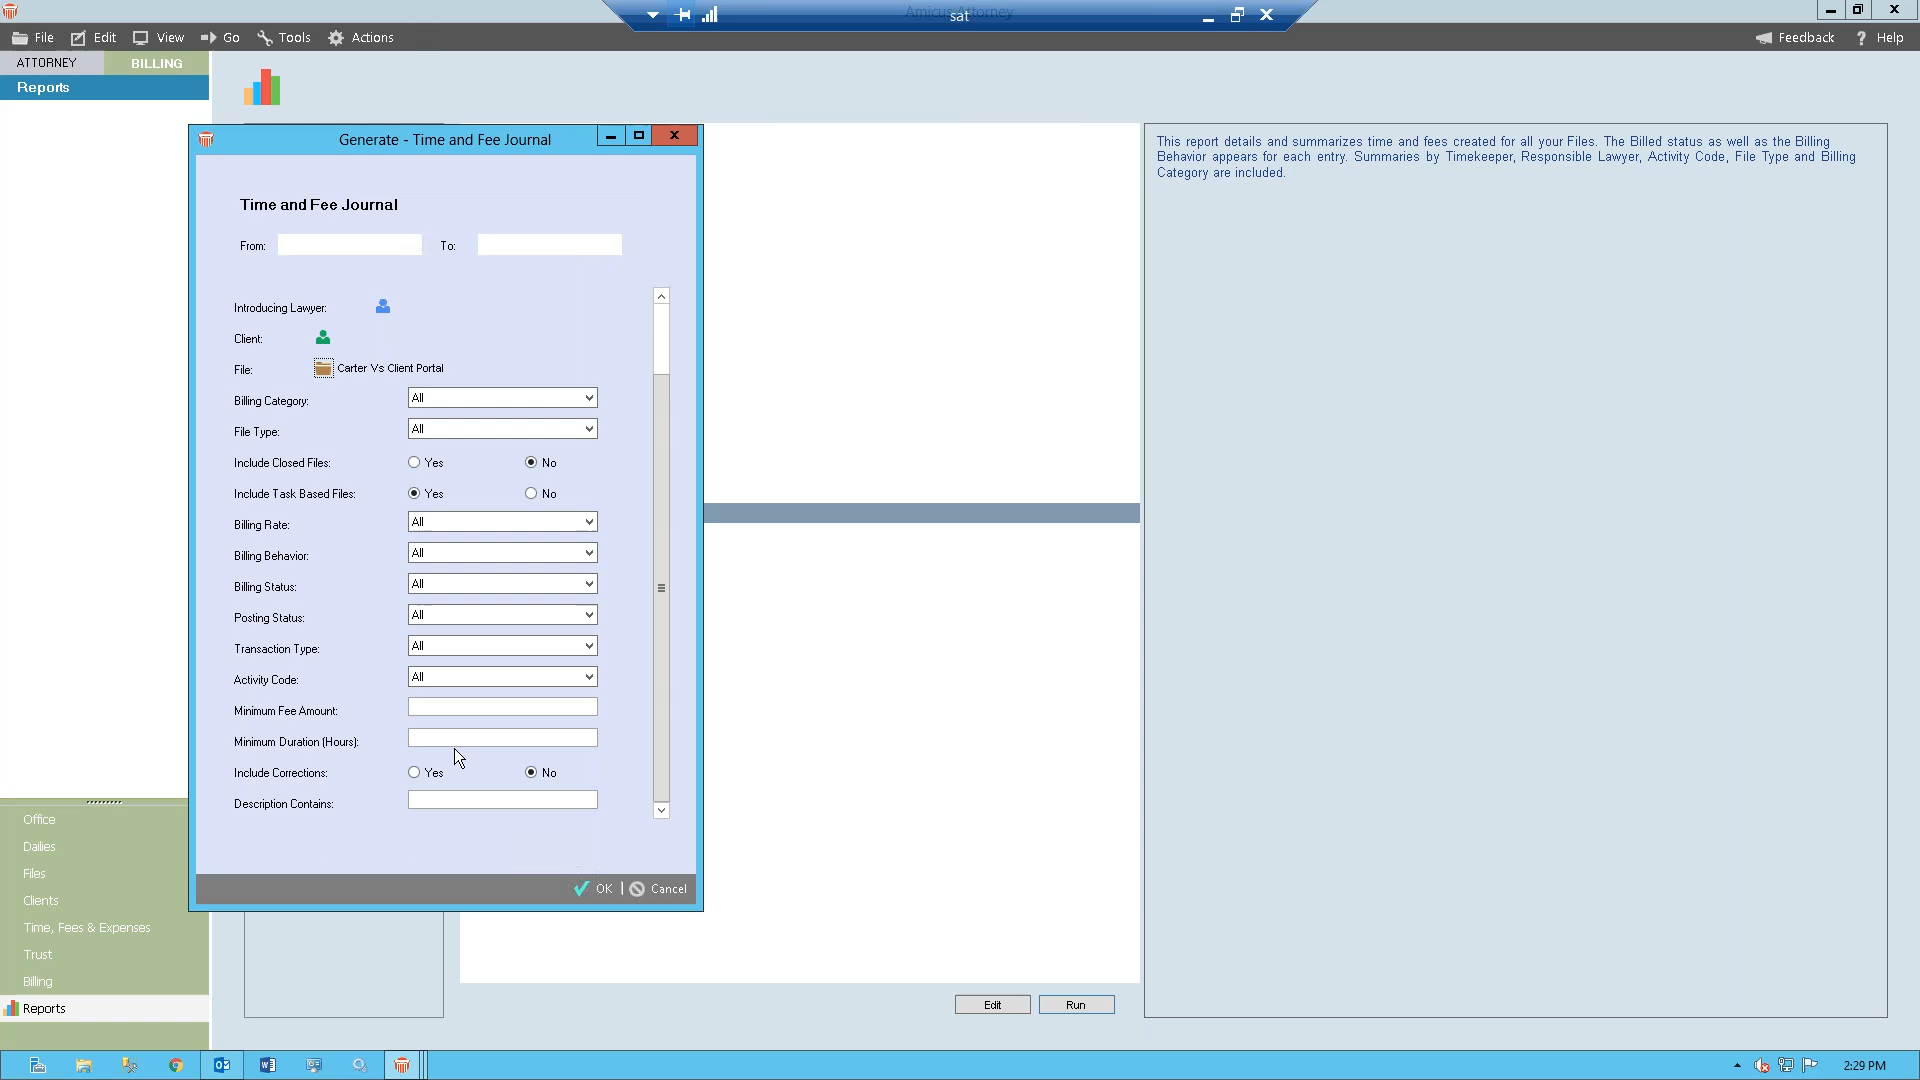 Amicus Attorney
sat
File
Edit
View
Go
Tools
Actions
Feedback
? Help
ATTORNEY
BILLING
Reports
Generate - Time and Fee Journal
Time and Fee Journal
From:
To:
Introducing Lawyer:
Client:
File:
Carter Vs Client Portal
Billing Category:
All
File Type:
All
Include Closed Files:
Yes
No
Include Task Based Files:
Yes
No
Billing Rate:
All
Billing Behavior:
All
Billing Status:
All
Posting Status:
All
Transaction Type:
All
Activity Code:
All
Minimum Fee Amount:
Minimum Duration (Hours):
Include Corrections:
Yes
No
Description Contains:
OK
Cancel
This report details and summarizes time and fees created for all your Files. The Billed status as well as the Billing
Behavior appears for each entry. Summaries by Timekeeper, Responsible Lawyer, Activity Code, File Type and Billing
Category are included.
Office
Dailies
Files
Clients
Time, Fees & Expenses
Trust
Billing
Reports
Edit
Run
2:29 PM